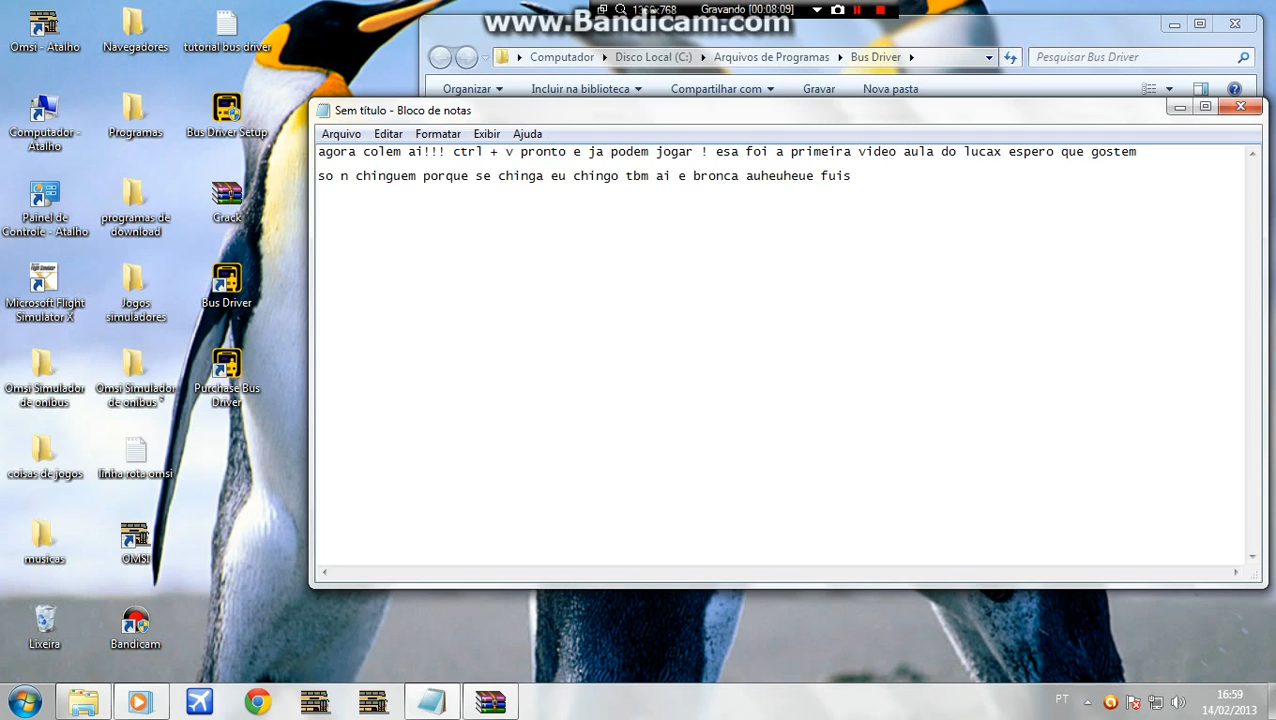 1366x768 Gravando [00:08:09]
www.Bandicam.com
Computador Disco Local (C:) Arquivos de Programas Bus Driver
Pesquisar Bus Driver
Organizar Incluir na biblioteca Compartilhar com Gravar Nova pasta
Sem título - Bloco de notas
Arquivo Editar Formatar Exibir Ajuda
agora colem ai!!! ctrl + v pronto e ja podem jogar ! esa foi a primeira video aula do lucax espero que gostem
so n chinguem porque se chinga eu chingo tbm ai e bronca auheuheue fuis
Omsi - Atalho
Navegadores
tutorial bus driver
Computador -
Atalho
Programas
Bus Driver Setup
Painel de
Controle - Atalho
programas de
download
Crack
Microsoft Flight
Simulator X
Jogos
simuladores
Bus Driver
Omsi Simulador
de onibus
Omsi Simulador
de onibus *
Purchase Bus
Driver
coisas de jogos
linha rota omsi
musicas
OMSI
Lixeira
Bandicam
PT
16:59
14/02/2013